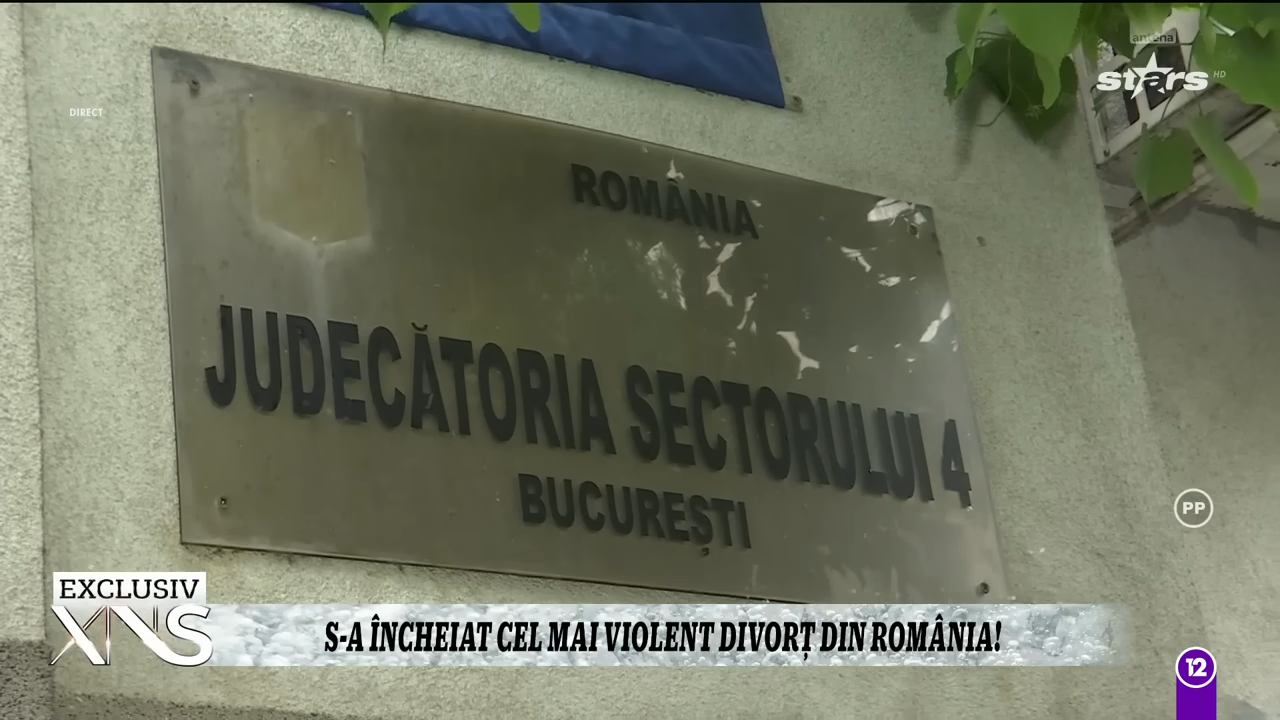 antena
stars HD
DIRECT
ROMÂNIA
JUDECĂTORIA SECTORULUI 4
BUCUREȘTI
PP
EXCLUSIV
XNS
S-A ÎNCHEIAT CEL MAI VIOLENT DIVORȚ DIN ROMÂNIA!
12